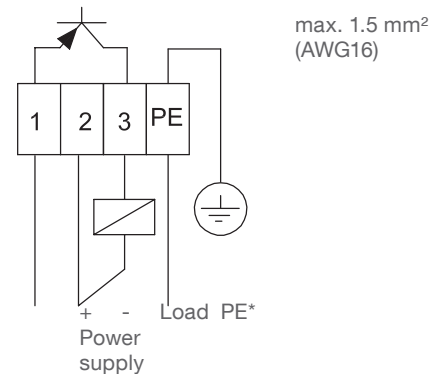 max. 1.5 mm²
(AWG16)
1 2 3 PE
+ - Load PE*
Power
supply